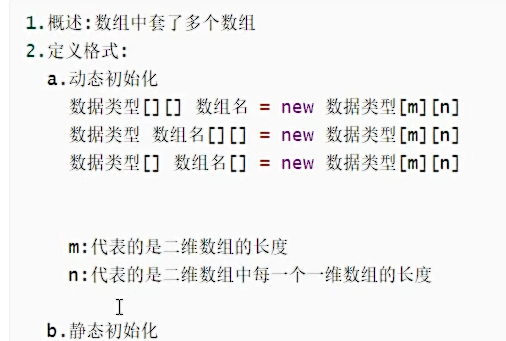 1.概述:数组中套了多个数组
2.定义格式:
a.动态初始化
数据类型[][] 数组名 = new 数据类型[m][n]
数据类型 数组名[][] = new 数据类型[m][n]
数据类型[] 数组名[] = new 数据类型[m][n]
m:代表的是二维数组的长度
n:代表的是二维数组中每一个一维数组的长度
b.静态初始化